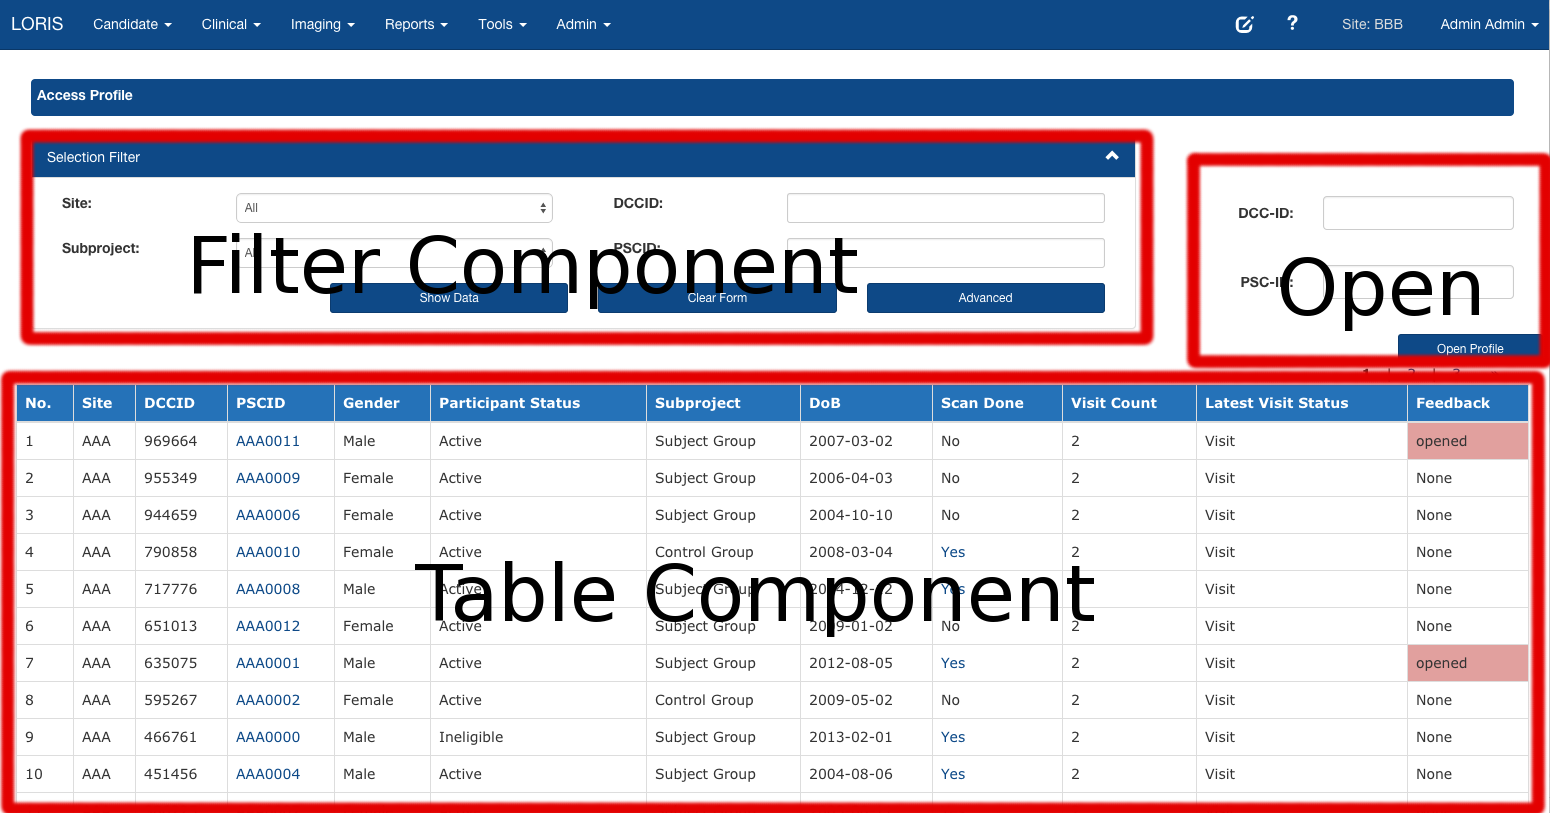 LORIS Candidate Clinical Imaging Reports Tools Admin ? Site: BBB Admin Admin
Access Profile
Selection Filter
Site: All DCCID:
Subproject: PSCID:
Filter Component
Show Data Clear Form Advanced
DCC-ID:
PSC-ID:
Open
Open Profile
No. Site DCCID PSCID Gender Participant Status Subproject DoB Scan Done Visit Count Latest Visit Status Feedback
1 AAA 969664 AAA0011 Male Active Subject Group 2007-03-02 No 2 Visit opened
2 AAA 955349 AAA0009 Female Active Subject Group 2006-04-03 No 2 Visit None
3 AAA 944659 AAA0006 Female Active Subject Group 2004-10-10 No 2 Visit None
4 AAA 790858 AAA0010 Female Active Control Group 2008-03-04 Yes 2 Visit None
Table Component
5 AAA 717776 AAA0008 Male Active Subject Group Yes 2 Visit None
6 AAA 651013 AAA0012 Female Active Subject Group 2009-01-02 No 2 Visit None
7 AAA 635075 AAA0001 Male Active Subject Group 2012-08-05 Yes 2 Visit opened
8 AAA 595267 AAA0002 Female Active Control Group 2009-05-02 No 2 Visit None
9 AAA 466761 AAA0000 Male Ineligible Subject Group 2013-02-01 Yes 2 Visit None
10 AAA 451456 AAA0004 Male Active Subject Group 2004-08-06 Yes 2 Visit None